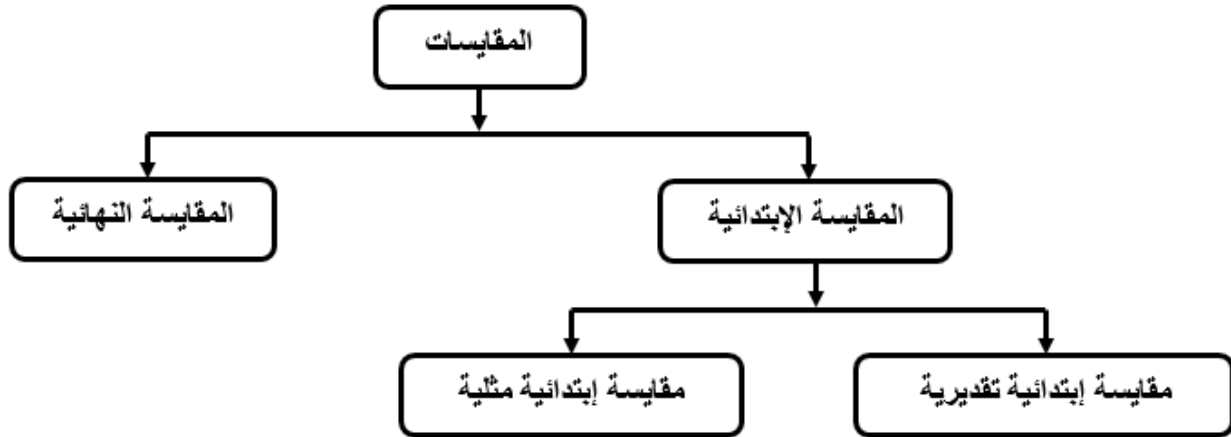 المقايسات
المقايسة الإبتدائية
المقايسة النهائية
مقايسة إبتدائية تقديرية
مقايسة إبتدائية مثلية